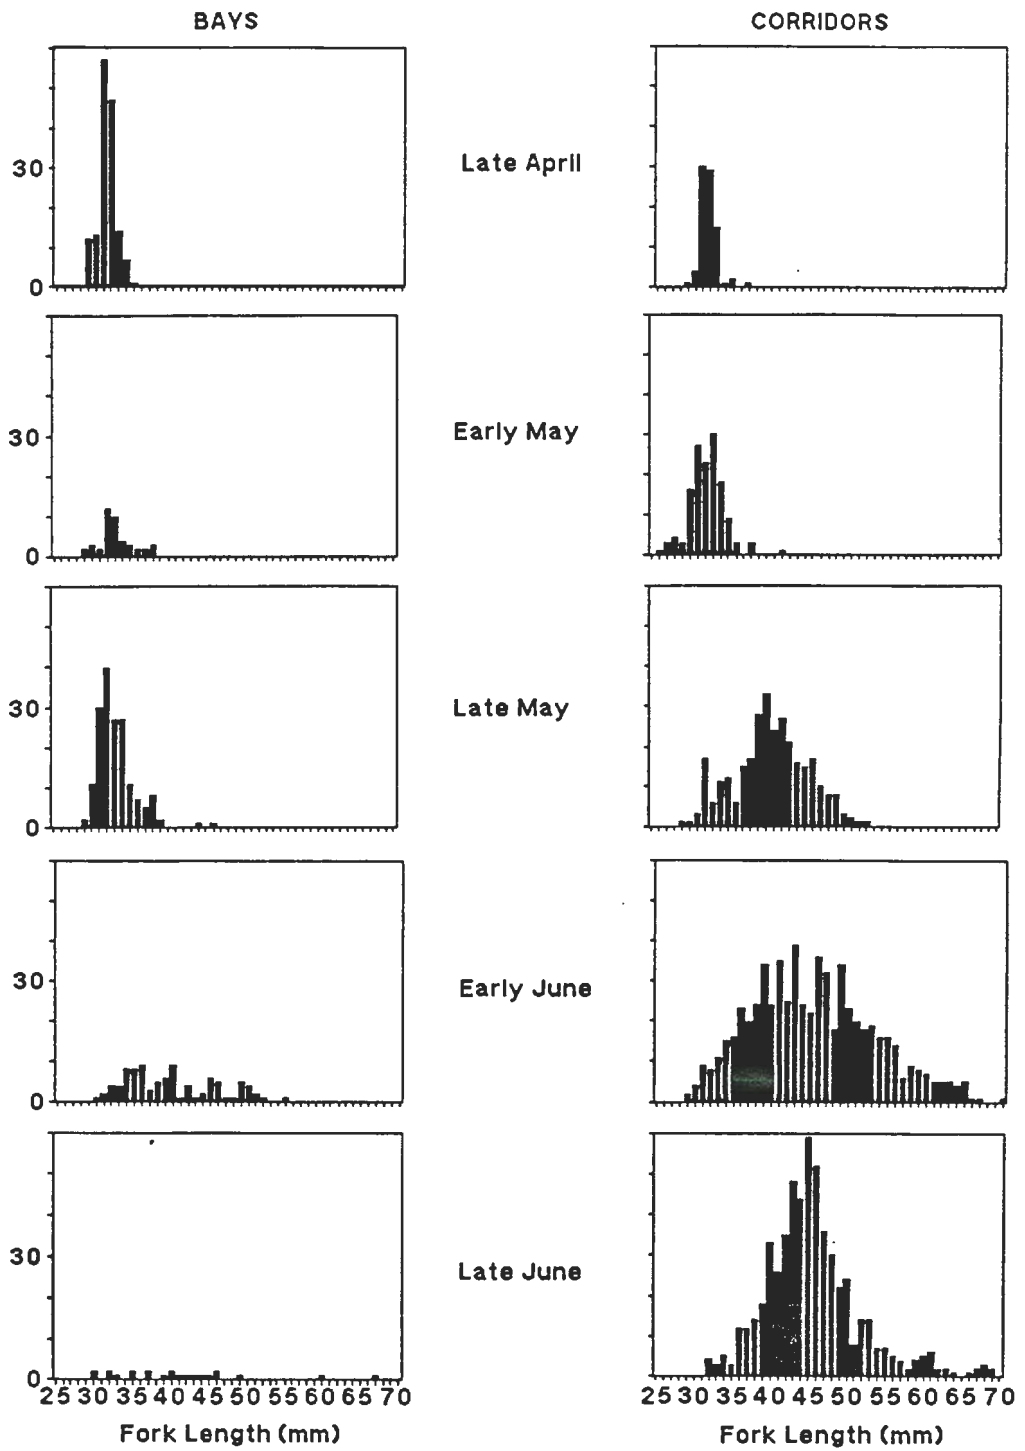 BAYS CORRIDORS
30
Late April
0
30
Early May
0
30
Late May
0
30
Early June
0
30
Late June
0
25 30 35 40 45 50 55 60 65 70 25 30 35 40 45 50 55 60 65 70
Fork Length (mm) Fork Length (mm)